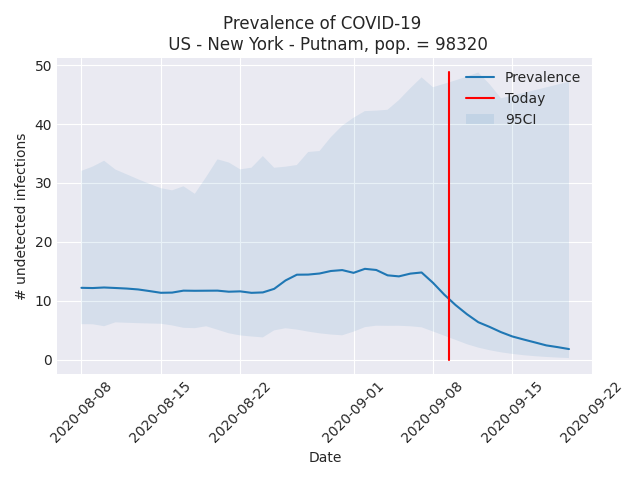 Prevalence of COVID-19
US - New York - Putnam, pop. = 98320
# undetected infections
50
40
30
20
10
0
Prevalence
Today
95CI
2020-08-08
2020-08-15
2020-08-22
2020-09-01
2020-09-08
2020-09-15
2020-09-22
Date